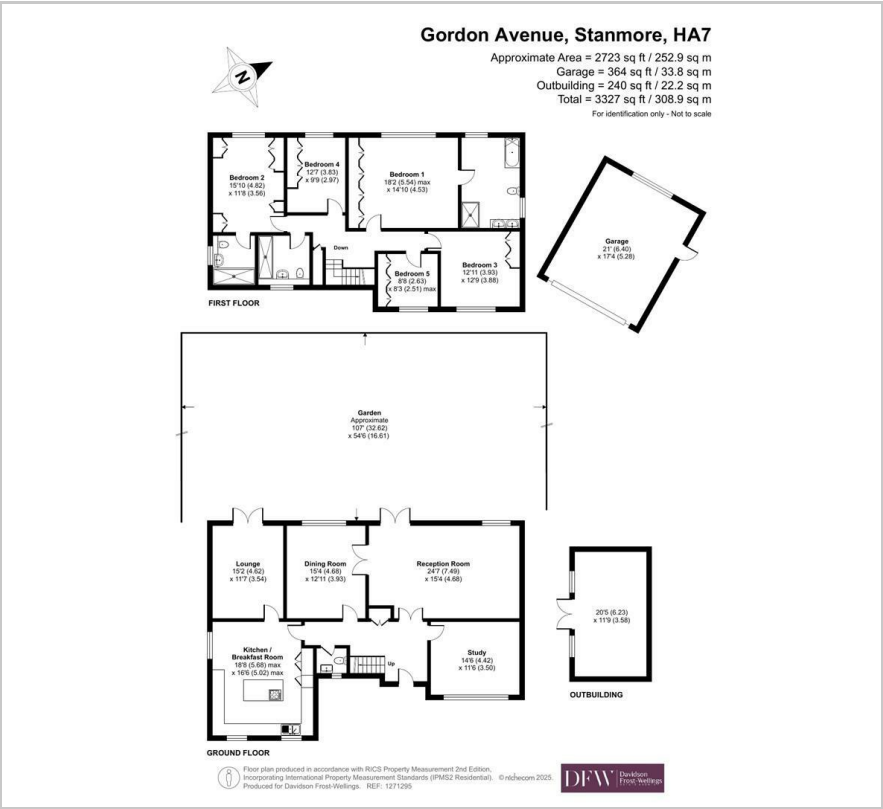 Gordon Avenue, Stanmore, HA7
Approximate Area = 2723 sq ft / 252.9 sq m
Garage = 364 sq ft / 33.8 sq m
Outbuilding = 240 sq ft / 22.2 sq m
Total = 3327 sq ft / 308.9 sq m
For identification only - Not to scale
N
Bedroom 2
15'10 (4.82)
x 11'8 (3.56)
Bedroom 4
12'7 (3.83)
x 9'9 (2.97)
Bedroom 1
18'2 (5.54) max
x 14'10 (4.53)
Down
Bedroom 5
8'8 (2.63)
x 8'3 (2.51) max
Bedroom 3
12'11 (3.93)
x 12'9 (3.88)
FIRST FLOOR
Garage
21' (6.40)
x 17'4 (5.28)
Garden
Approximate
107' (32.62)
x 54'6 (16.61)
Lounge
15'2 (4.62)
x 11'7 (3.54)
Dining Room
15'4 (4.68)
x 12'11 (3.93)
Reception Room
24'7 (7.49)
x 15'4 (4.68)
Kitchen /
Breakfast Room
18'8 (5.68) max
x 16'6 (5.02) max
Up
Study
14'6 (4.42)
x 11'6 (3.50)
20'5 (6.23)
x 11'9 (3.58)
OUTBUILDING
GROUND FLOOR
Floor plan produced in accordance with RICS Property Measurement 2nd Edition,
Incorporating International Property Measurement Standards (IPMS2 Residential). © nichecom 2025.
Produced for Davidson Frost-Wellings. REF: 1271295
DFW
Davidson
Frost-Wellings